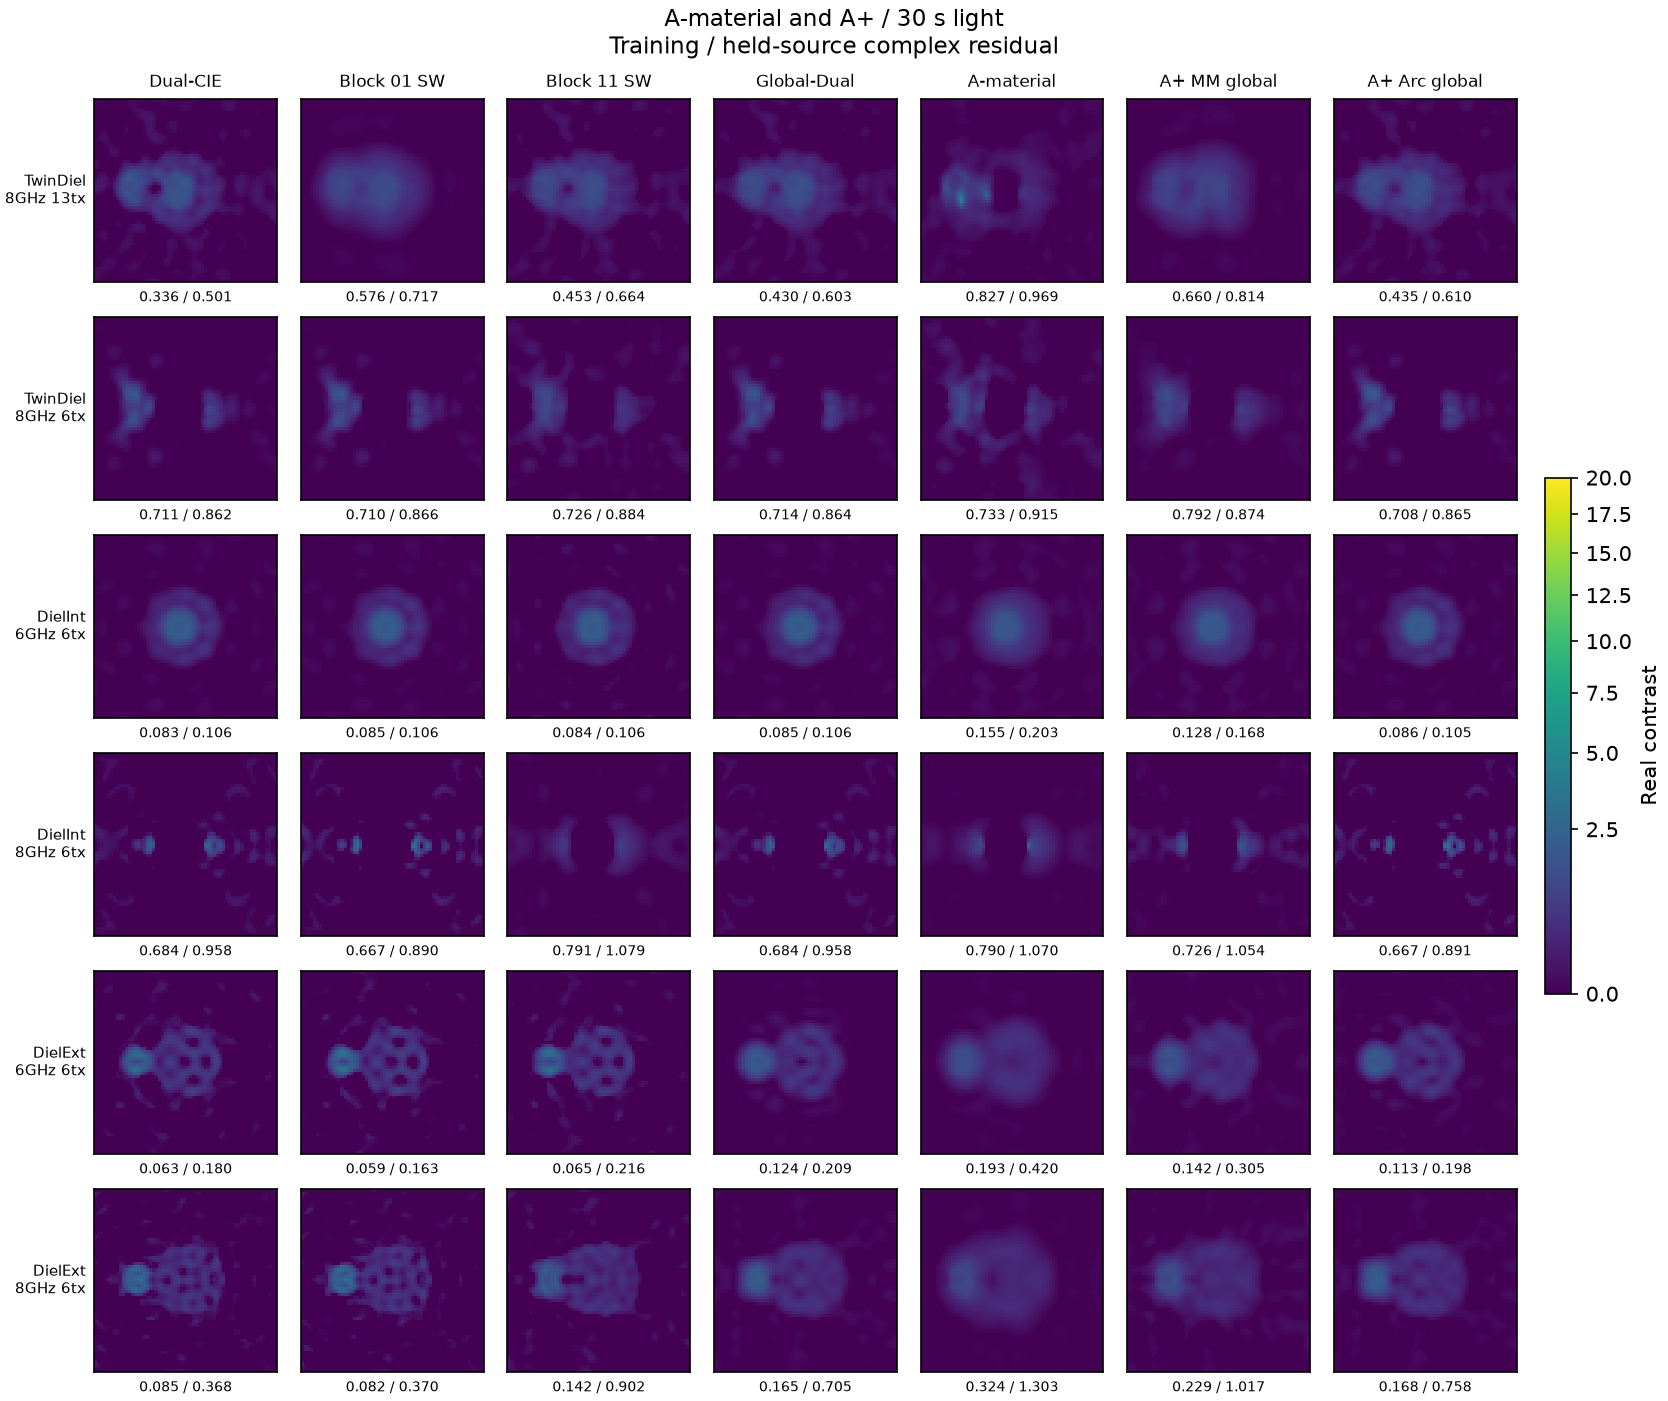 A-material and A+ / 30 s light
Training / held-source complex residual
Dual-CIE
Block 01 SW
Block 11 SW
Global-Dual
A-material
A+ MM global
A+ Arc global
TwinDiel
8GHz 13tx
0.336 / 0.501
0.576 / 0.717
0.453 / 0.664
0.430 / 0.603
0.827 / 0.969
0.660 / 0.814
0.435 / 0.610
TwinDiel
8GHz 6tx
0.711 / 0.862
0.710 / 0.866
0.726 / 0.884
0.714 / 0.864
0.733 / 0.915
0.792 / 0.874
0.708 / 0.865
DielInt
6GHz 6tx
0.083 / 0.106
0.085 / 0.106
0.084 / 0.106
0.085 / 0.106
0.155 / 0.203
0.128 / 0.168
0.086 / 0.105
DielInt
8GHz 6tx
0.684 / 0.958
0.667 / 0.890
0.791 / 1.079
0.684 / 0.958
0.790 / 1.070
0.726 / 1.054
0.667 / 0.891
DielExt
6GHz 6tx
0.063 / 0.180
0.059 / 0.163
0.065 / 0.216
0.124 / 0.209
0.193 / 0.420
0.142 / 0.305
0.113 / 0.198
DielExt
8GHz 6tx
0.085 / 0.368
0.082 / 0.370
0.142 / 0.902
0.165 / 0.705
0.324 / 1.303
0.229 / 1.017
0.168 / 0.758
20.0
17.5
15.0
12.5
10.0
7.5
5.0
2.5
0.0
Real contrast